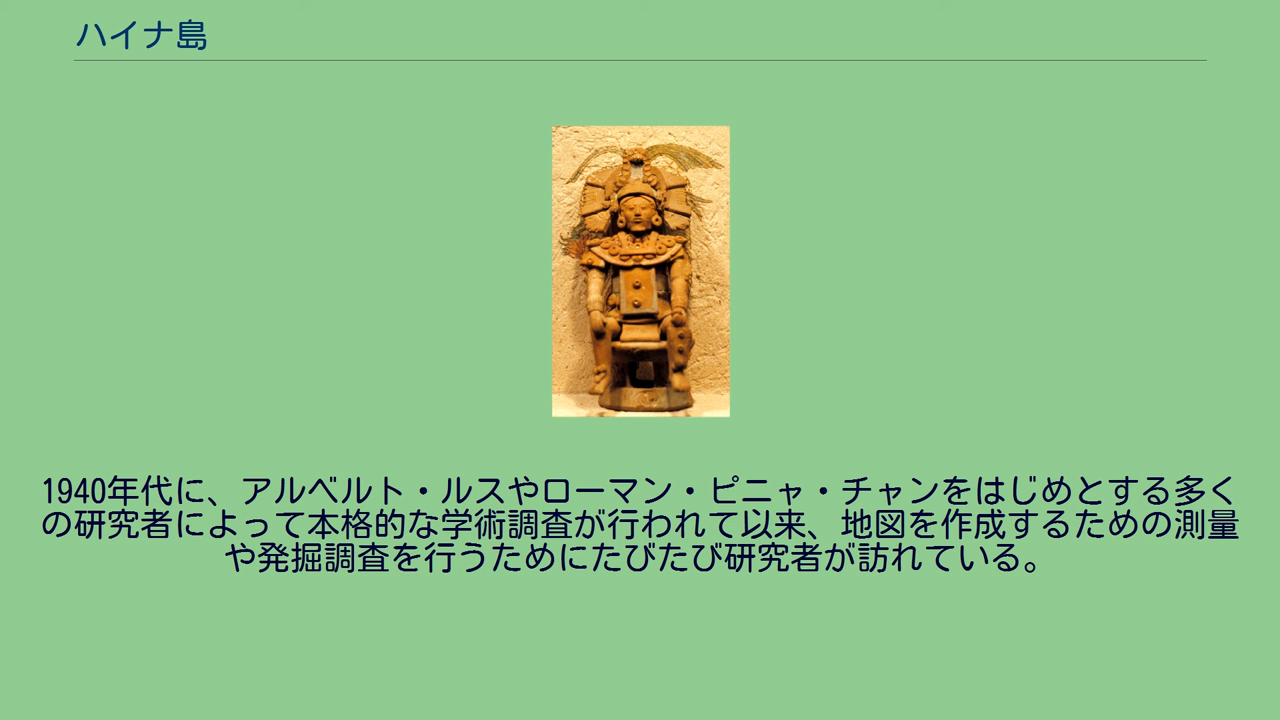 ハイナ島
1940年代に、アルベルト・ルスやローマン・ピニャ・チャンをはじめとする多く
の研究者によって本格的な学術調査が行われて以来、地図を作成するための測量
や発掘調査を行うためにたびたび研究者が訪れている。